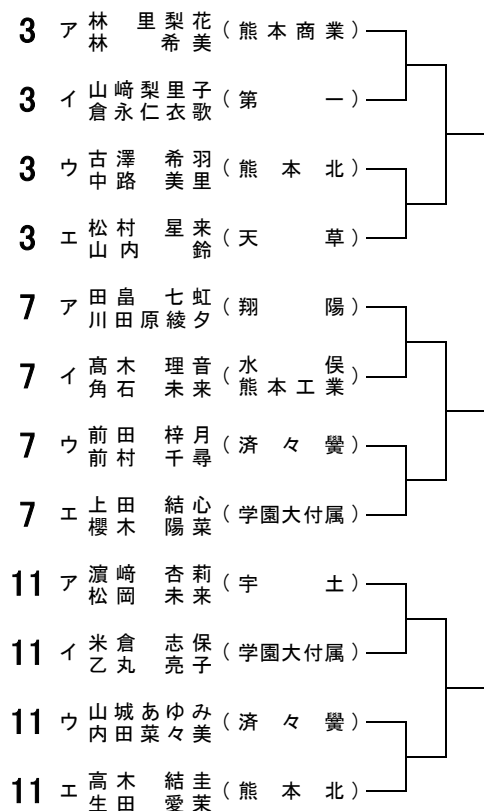 3 ア 林 里梨花 (熊本商業)
林 希美
3 イ 山﨑梨里子 (第一)
倉永仁衣歌
3 ウ 古澤 希羽 (熊本北)
中路 美里
3 エ 松村 星来 (天草)
山内 鈴
7 ア 田畠 七虹 (翔陽)
川田原綾夕
7 イ 髙木 理音 (水俣
角石 未来 熊本工業)
7 ウ 前田 梓月 (済々黌)
前村 千尋
7 エ 上田 結心 (学園大付属)
櫻木 陽菜
11 ア 濵﨑 杏莉 (宇土)
松岡 未来
11 イ 米倉 志保 (学園大付属)
乙丸 亮子
11 ウ 山城あゆみ (済々黌)
内田菜々美
11 エ 高木 結圭 (熊本北)
生田 愛茉